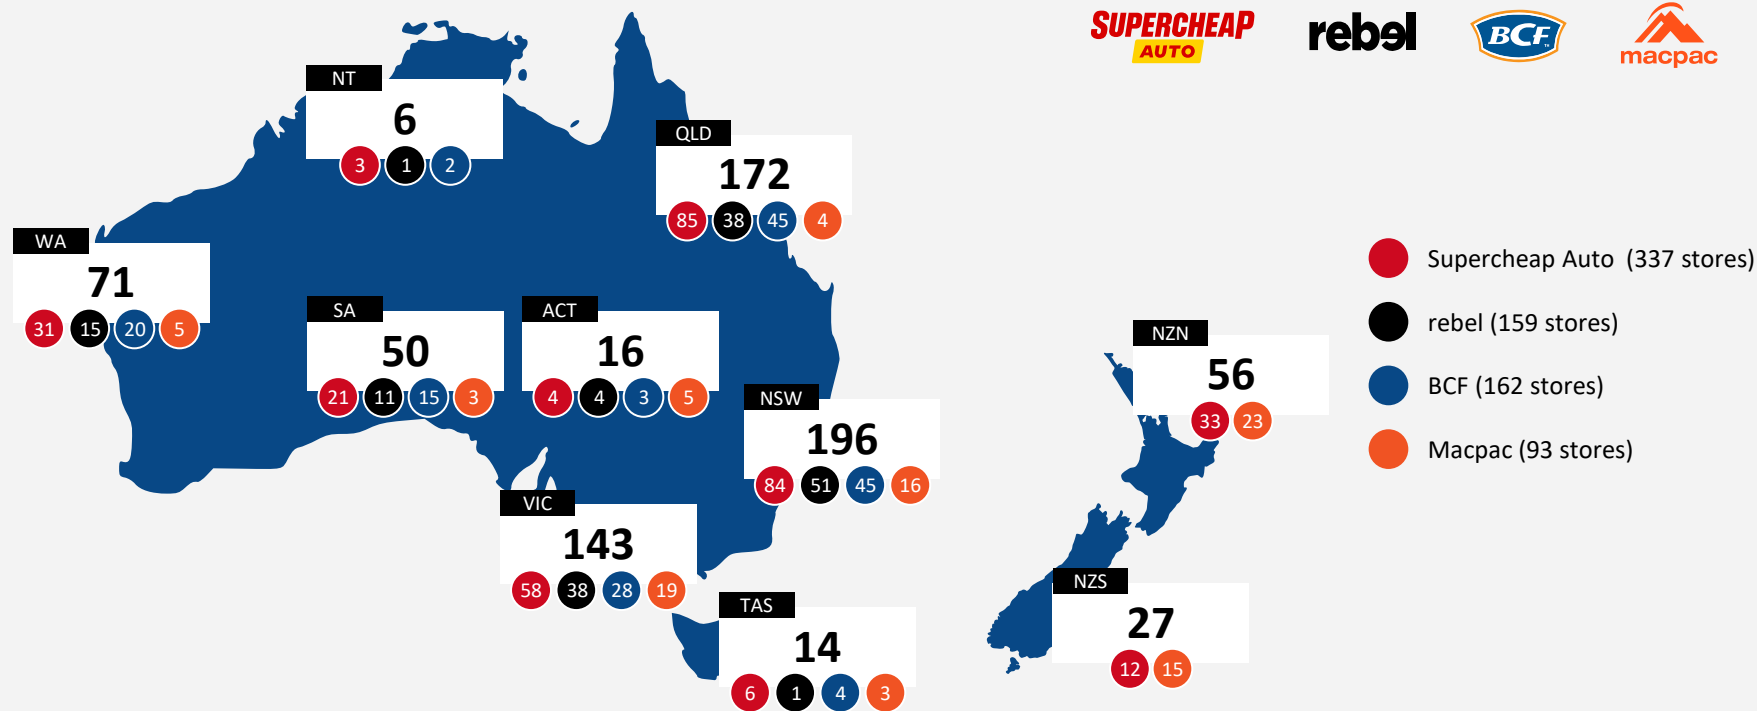 SUPERCHEAP
AUTO
rebel
BCF
TM
macpac
NT
6
3 1 2
QLD
172
85 38 45 4
WA
71
31 15 20 5
SA
50
21 11 15 3
ACT
16
4 4 3 5
NSW
196
84 51 45 16
VIC
143
58 38 28 19
TAS
14
6 1 4 3
NZN
56
33 23
NZS
27
12 15
Supercheap Auto (337 stores)
rebel (159 stores)
BCF (162 stores)
Macpac (93 stores)